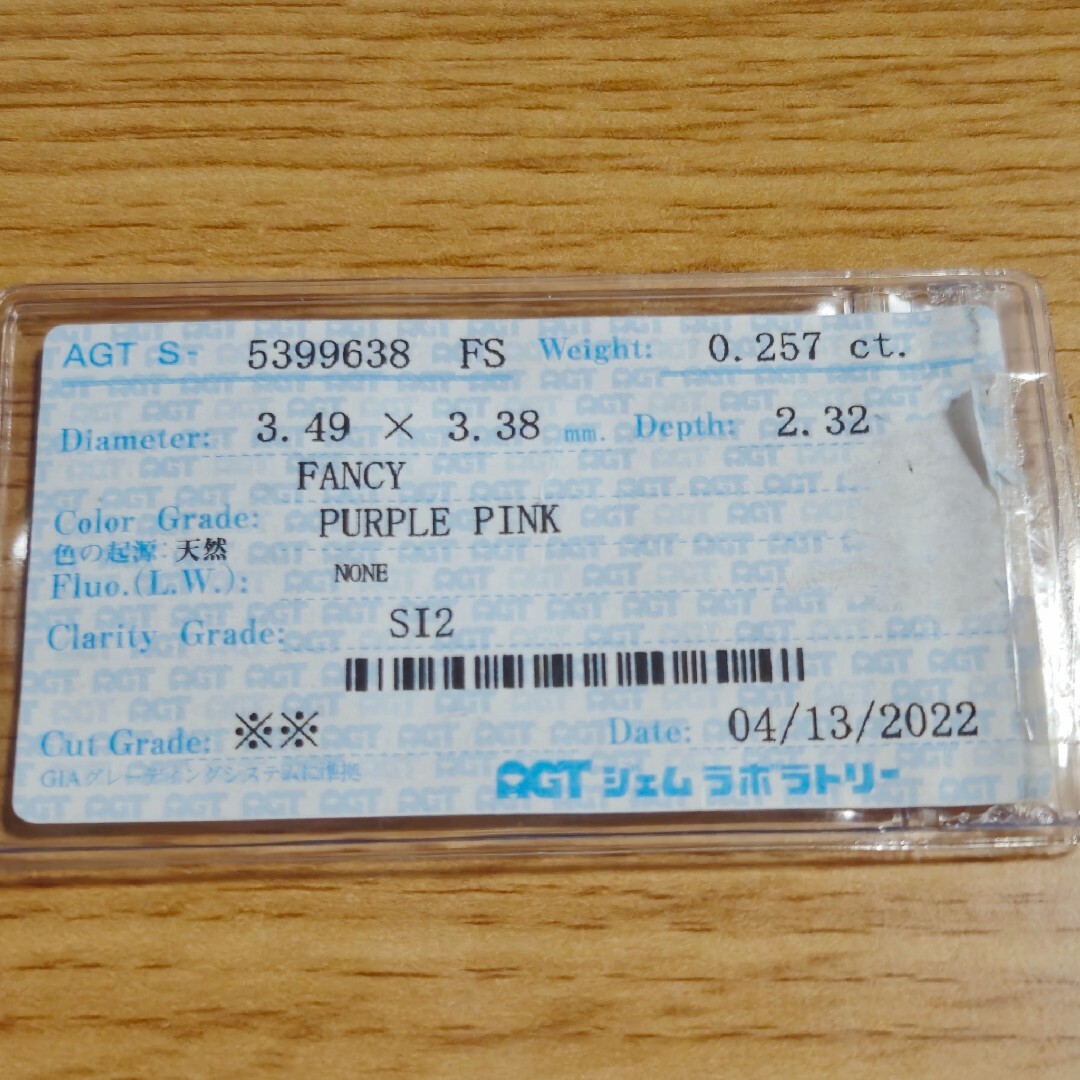 AGT S- 5399638 FS Weight: 0.257 ct.
Diameter: 3.49 × 3.38 mm. Depth: 2.32
FANCY
Color Grade: PURPLE PINK
色の起源: 天然
Fluo.(L.W.): NONE
Clarity Grade: SI2
Cut Grade: ※※ Date: 04/13/2022
GIAグレーディングシステムに準拠
AGT ジェムラボラトリー